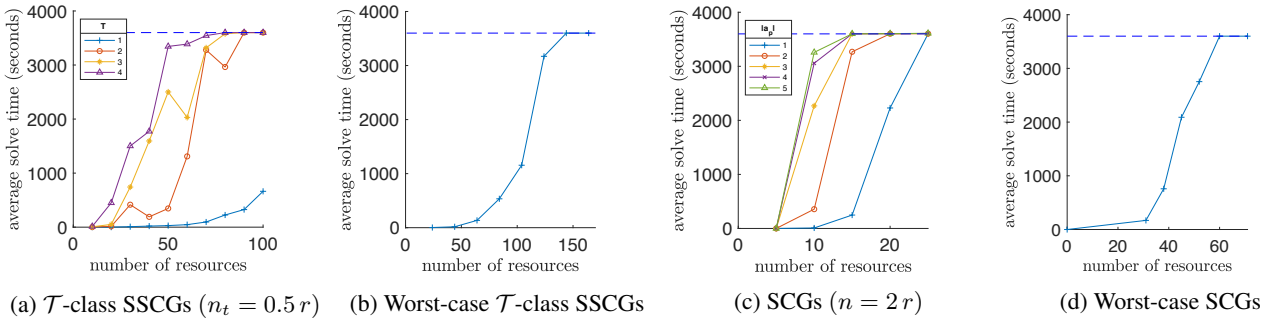 T
1
2
3
4
average solve time (seconds)
4000
3000
2000
1000
0
0 50 100
number of resources
(a) 𝒯-class SSCGs (n_t = 0.5 r)
average solve time (seconds)
4000
3000
2000
1000
0
0 50 100 150
number of resources
(b) Worst-case 𝒯-class SSCGs
|a_p|
1
2
3
4
5
average solve time (seconds)
4000
3000
2000
1000
0
0 10 20
number of resources
(c) SCGs (n = 2 r)
average solve time (seconds)
4000
3000
2000
1000
0
0 20 40 60
number of resources
(d) Worst-case SCGs